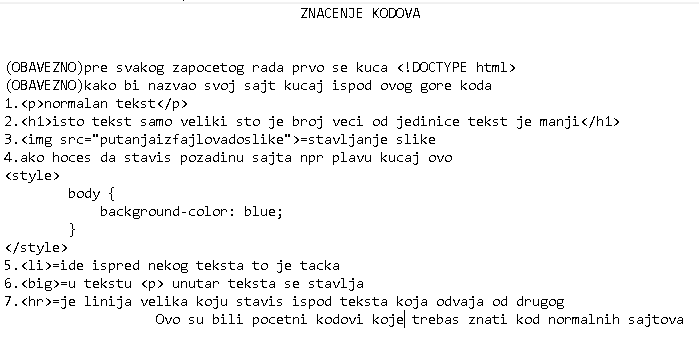 ZNACENJE KODOVA
(OBAVEZNO)pre svakog zapocetog rada prvo se kuca <!DOCTYPE html>
(OBAVEZNO)kako bi nazvao svoj sajt kucaj ispod ovog gore koda
1.<p>normalan tekst</p>
2.<h1>isto tekst samo veliki sto je broj veci od jedinice tekst je manji</h1>
3.<img src="putanjaizfajlovadoslike">=stavljanje slike
4.ako hoces da stavis pozadinu sajta npr plavu kucaj ovo
<style>
body {
background-color: blue;
}
</style>
5.<li>=ide ispred nekog teksta to je tacka
6.<big>=u tekstu <p> unutar teksta se stavlja
7.<hr>=je linija velika koju stavis ispod teksta koja odvaja od drugog
Ovo su bili pocetni kodovi koje trebas znati kod normalnih sajtova